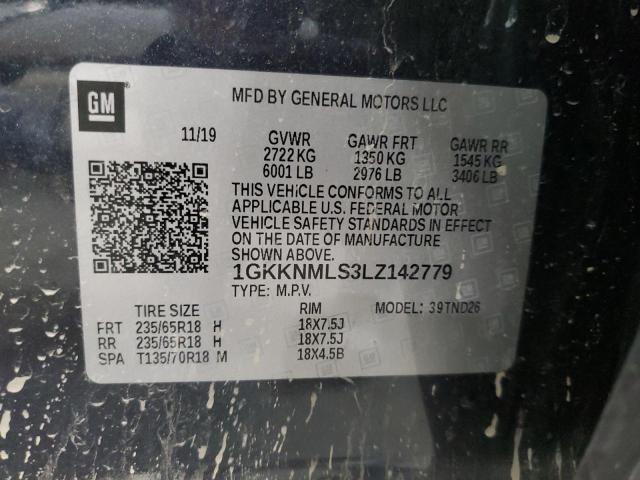 GM
MFD BY GENERAL MOTORS LLC
11/19 GVWR GAWR FRT GAWR RR
2722 KG 1350 KG 1545 KG
6001 LB 2976 LB 3406 LB
THIS VEHICLE CONFORMS TO ALL
APPLICABLE U.S. FEDERAL MOTOR
VEHICLE SAFETY STANDARDS IN EFFECT
ON THE DATE OF MANUFACTURE
SHOWN ABOVE.
1GKKNMLS3LZ142779
TYPE: M.P.V. MODEL: 39TND26
TIRE SIZE RIM
FRT 235/65R18 H 18X7.5J
RR 235/65R18 H 18X7.5J
SPA T135/70R18 M 18X4.5B